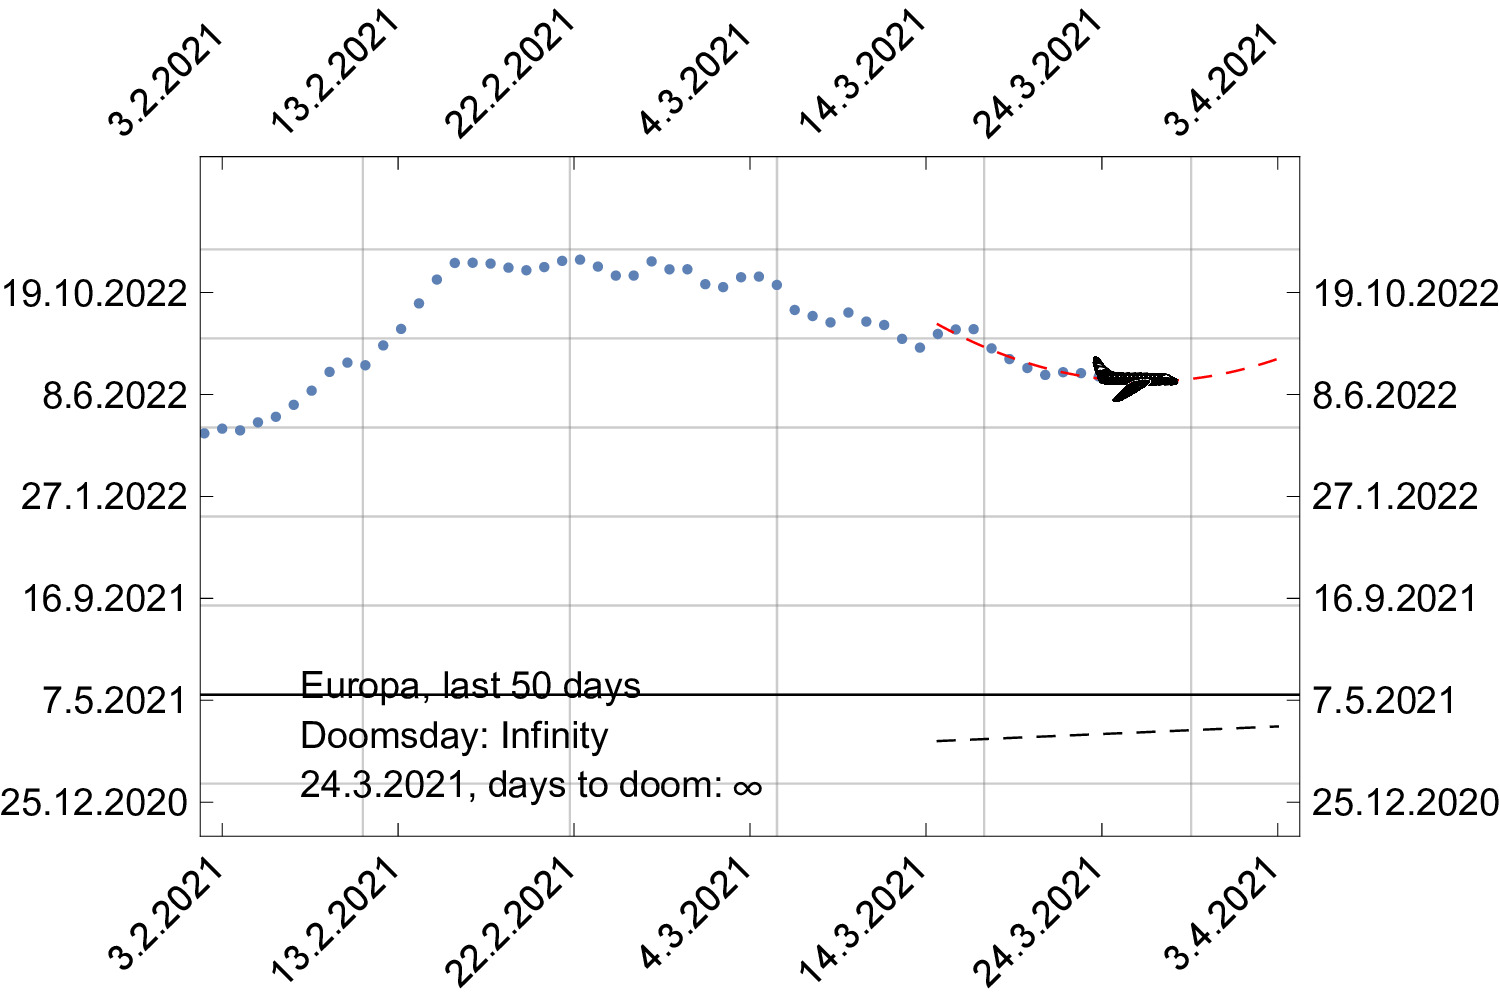 3.2.2021 13.2.2021 22.2.2021 4.3.2021 14.3.2021 24.3.2021 3.4.2021
19.10.2022 19.10.2022
8.6.2022 8.6.2022
27.1.2022 27.1.2022
16.9.2021 16.9.2021
Europa, last 50 days
7.5.2021 7.5.2021
Doomsday: Infinity
24.3.2021, days to doom: ∞
25.12.2020 25.12.2020
3.2.2021 13.2.2021 22.2.2021 4.3.2021 14.3.2021 24.3.2021 3.4.2021